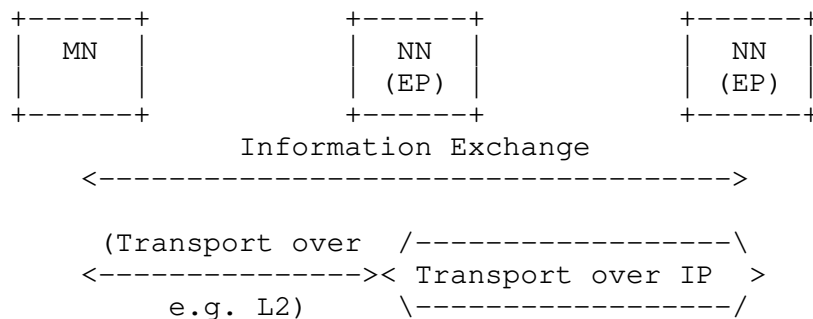 +------+              +------+              +------+
|  MN  |              |  NN  |              |  NN  |
|      |              | (EP) |              | (EP) |
+------+              +------+              +------+
             Information Exchange
    <------------------------------------->

     (Transport over  /------------------\
    <---------------->< Transport over IP  >
        e.g. L2)      \------------------/